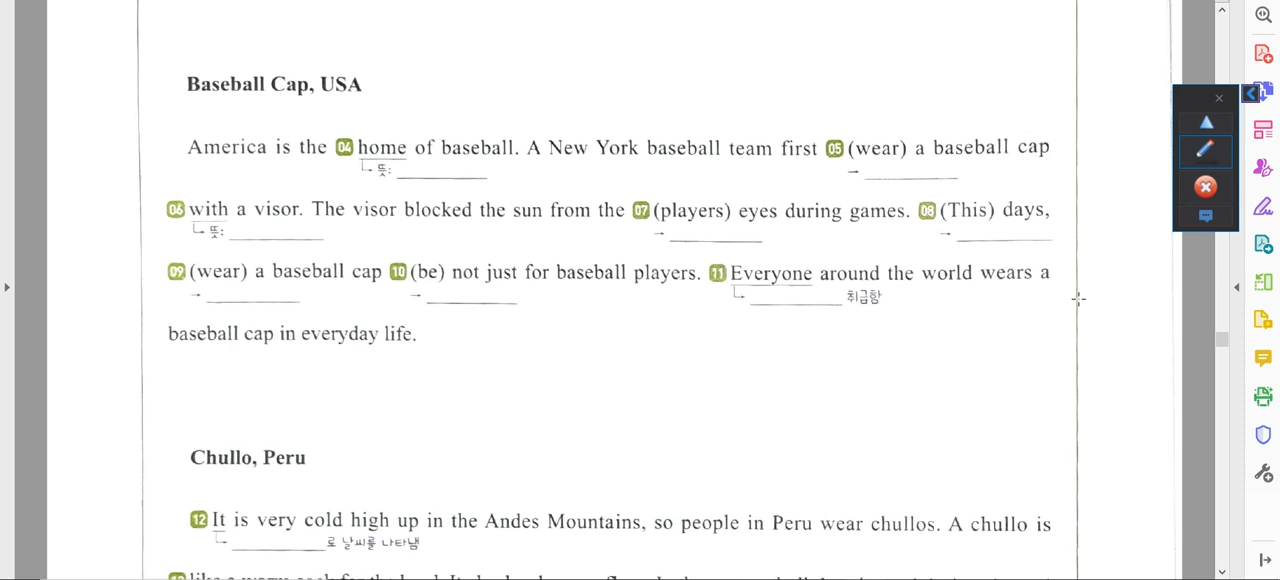 Baseball Cap, USA
America is the 04 home of baseball. A New York baseball team first 05 (wear) a baseball cap
뜻:
06 with a visor. The visor blocked the sun from the 07 (players) eyes during games. 08 (This) days,
뜻:
09 (wear) a baseball cap 10 (be) not just for baseball players. 11 Everyone around the world wears a
취급함
baseball cap in everyday life.
Chullo, Peru
12 It is very cold high up in the Andes Mountains, so people in Peru wear chullos. A chullo is
로 날씨를 나타냄